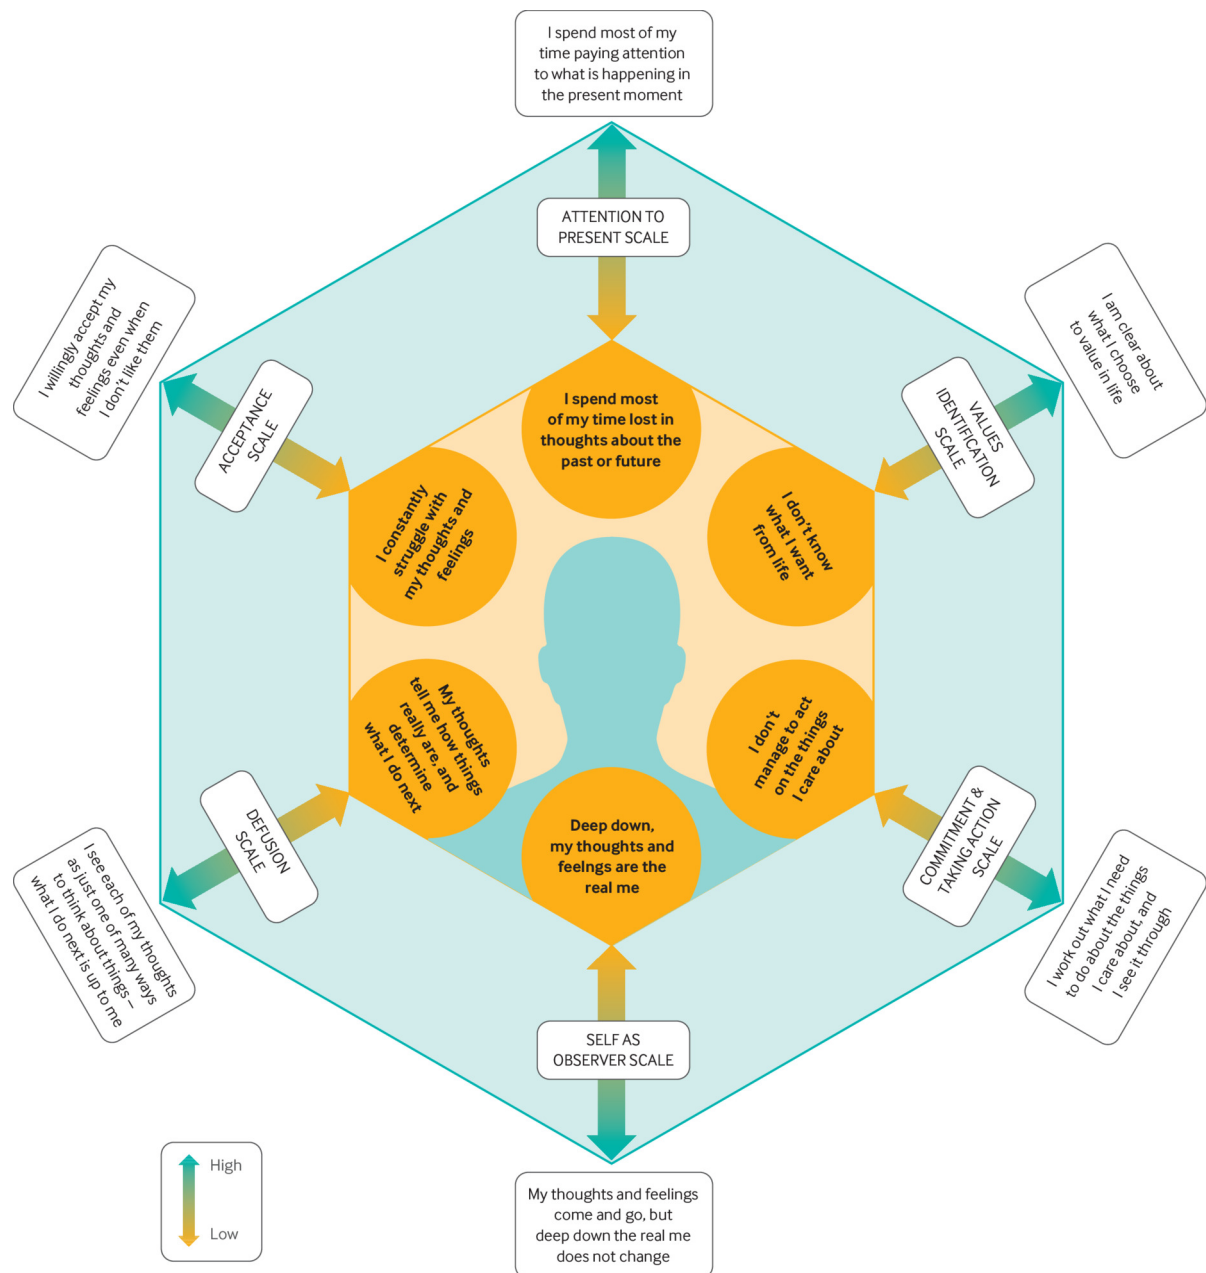 I spend most of my
time paying attention
to what is happening in
the present moment
ATTENTION TO
PRESENT SCALE
I willingly accept my
thoughts and
feelings even when
I don't like them
ACCEPTANCE
SCALE
I am clear about
what I choose
to value in life
VALUES
IDENTIFICATION
SCALE
I spend most
of my time lost in
thoughts about the
past or future
I constantly
struggle with
my thoughts and
feelings
I don't know
what I want
from life
My thoughts
tell me how things
really are, and
determine
what I do next
I don't
manage to act
on the things
I care about
Deep down,
my thoughts and
feelngs are the
real me
DEFUSION
SCALE
COMMITMENT &
TAKING ACTION
SCALE
I see each of my thoughts
as just one of many ways
to think about things –
what I do next is up to me
I work out what I need
to do about the things
I care about, and
I see it through
SELF AS
OBSERVER SCALE
My thoughts and feelings
come and go, but
deep down the real me
does not change
High
Low